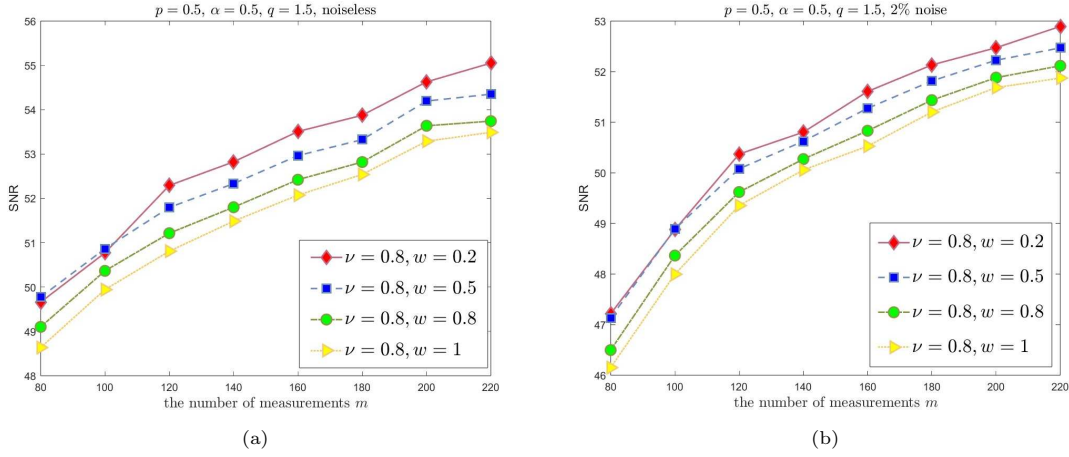 p = 0.5, α = 0.5, q = 1.5, noiseless
56
55
54
53
52
51
50
49
48
SNR
80 100 120 140 160 180 200 220
the number of measurements m
ν = 0.8, w = 0.2
ν = 0.8, w = 0.5
ν = 0.8, w = 0.8
ν = 0.8, w = 1
(a)
p = 0.5, α = 0.5, q = 1.5, 2% noise
53
52
51
50
49
48
47
46
SNR
80 100 120 140 160 180 200 220
the number of measurements m
ν = 0.8, w = 0.2
ν = 0.8, w = 0.5
ν = 0.8, w = 0.8
ν = 0.8, w = 1
(b)